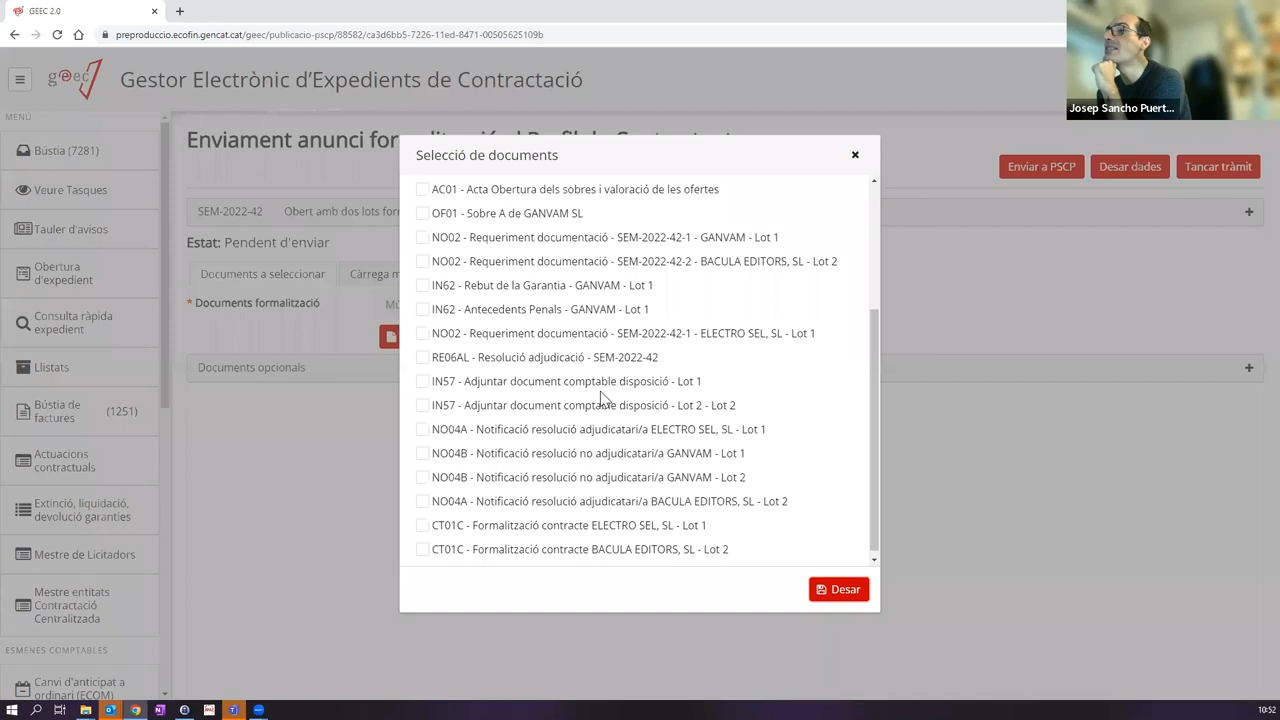 GEEC 2.0
preproduccio.ecofin.gencat.cat/geec/publicacio-pscp/88582/ca3d6bb5-7226-11ed-8471-00505625109b
Josep Sancho Puert...
geec
Gestor Electrònic d'Expedients de Contractació
MENÚ
Bústia (7281)
Veure Tasques
Tauler d'avisos
Obertura
d'expedient
Consulta ràpida
expedient
Llistats
Bústia de
factures
(1251)
Actuacions
contractuals
Extinció, liquidació,
devolució garanties
Mestre de Licitadors
Mestre entitats
Contractació
Centralitzada
ESMENES COMPTABLES
Canvi d'anticipat a
ordinari (ECOM)
Enviament anunci
Enviar a PSCP
Desar dades
Tancar tràmit
SEM-2022-42 Obert amb dos lots
Estat: Pendent d'enviar
Documents a seleccionar
Càrrega
* Documents formalització
Documents opcionals
Selecció de documents
AC01 - Acta Obertura dels sobres i valoració de les ofertes
OF01 - Sobre A de GANVAM SL
NO02 - Requeriment documentació - SEM-2022-42-1 - GANVAM - Lot 1
NO02 - Requeriment documentació - SEM-2022-42-2 - BACULA EDITORS, SL - Lot 2
IN62 - Rebut de la Garantia - GANVAM - Lot 1
IN62 - Antecedents Penals - GANVAM - Lot 1
NO02 - Requeriment documentació - SEM-2022-42-1 - ELECTRO SEL, SL - Lot 1
RE06AL - Resolució adjudicació - SEM-2022-42
IN57 - Adjuntar document comptable disposició - Lot 1
IN57 - Adjuntar document comptable disposició - Lot 2 - Lot 2
NO04A - Notificació resolució adjudicatari/a ELECTRO SEL, SL - Lot 1
NO04B - Notificació resolució no adjudicatari/a GANVAM - Lot 1
NO04B - Notificació resolució no adjudicatari/a GANVAM - Lot 2
NO04A - Notificació resolució adjudicatari/a BACULA EDITORS, SL - Lot 2
CT01C - Formalització contracte ELECTRO SEL, SL - Lot 1
CT01C - Formalització contracte BACULA EDITORS, SL - Lot 2
Desar
10:52